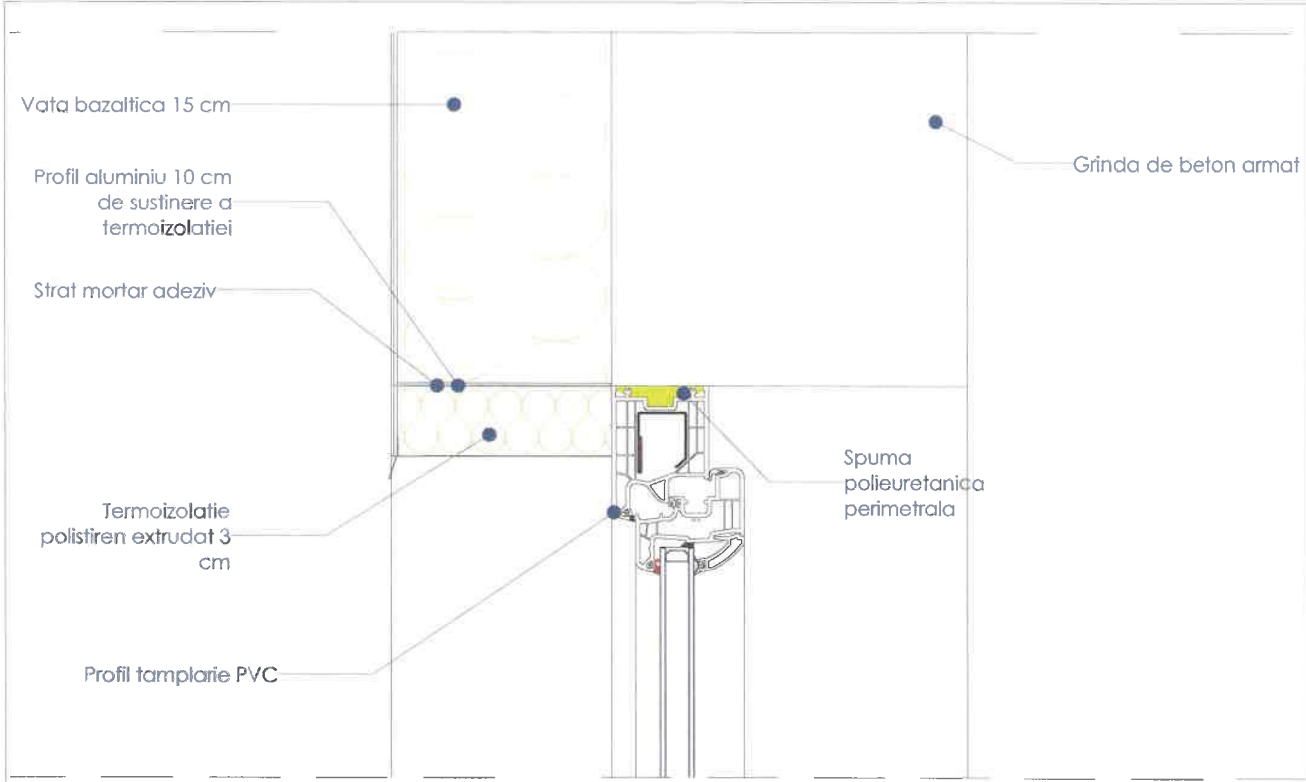 Vata bazaltica 15 cm
Profil aluminiu 10 cm
de sustinere a
termoizolatiei
Strat mortar adeziv
Termoizolatie
polistiren extrudat 3
cm
Profil tamplarie PVC
Grinda de beton armat
Spuma
polieuretanica
perimetrala